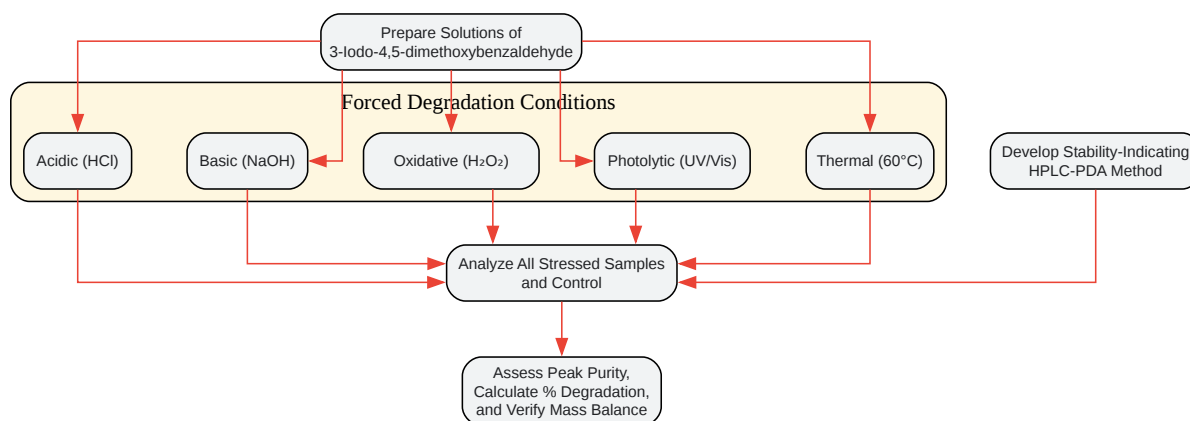 Prepare Solutions of
3-Iodo-4,5-dimethoxybenzaldehyde
Forced Degradation Conditions
Acidic (HCl)
Basic (NaOH)
Oxidative (H₂O₂)
Photolytic (UV/Vis)
Thermal (60°C)
Develop Stability-Indicating
HPLC-PDA Method
Analyze All Stressed Samples
and Control
Assess Peak Purity,
Calculate % Degradation,
and Verify Mass Balance